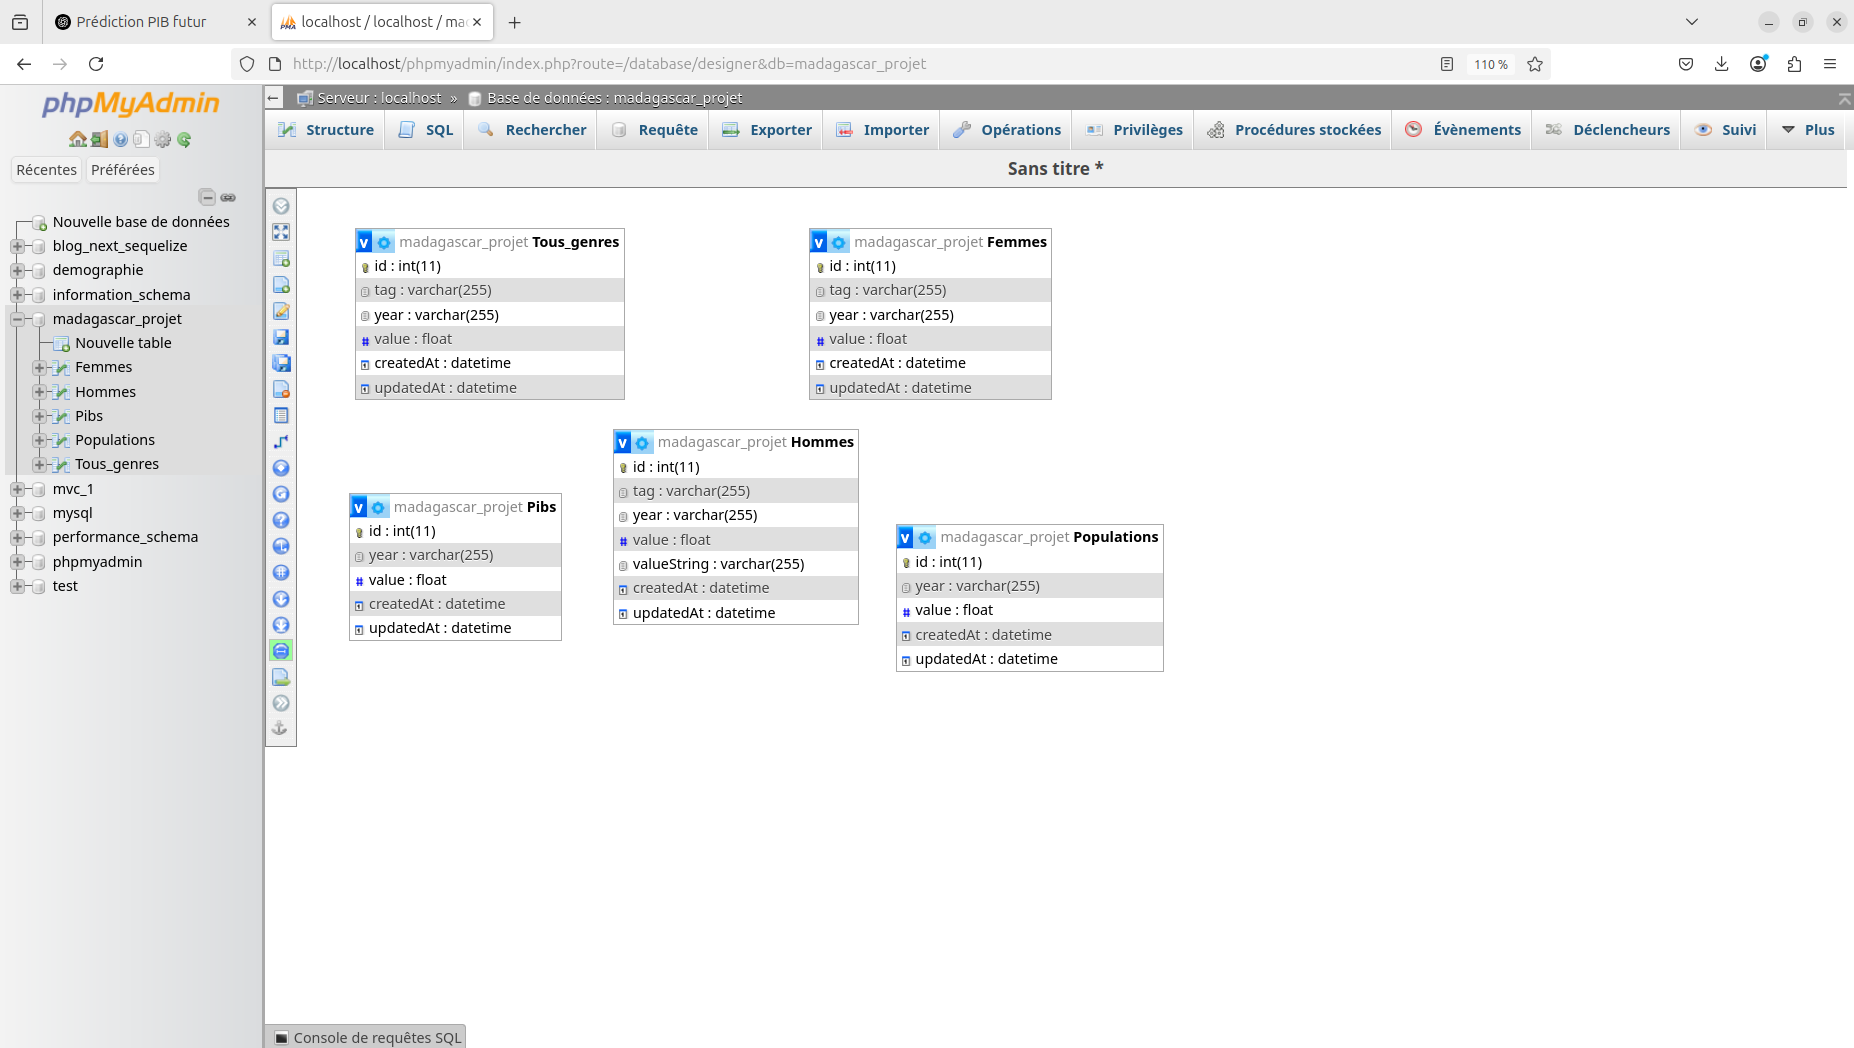 Prédiction PIB futur
localhost / localhost / mad
http://localhost/phpmyadmin/index.php?route=/database/designer&db=madagascar_projet
110 %
phpMyAdmin
Récentes
Préférées
Nouvelle base de données
blog_next_sequelize
demographie
information_schema
madagascar_projet
Nouvelle table
Femmes
Hommes
Pibs
Populations
Tous_genres
mvc_1
mysql
performance_schema
phpmyadmin
test
Serveur : localhost » Base de données : madagascar_projet
Structure
SQL
Rechercher
Requête
Exporter
Importer
Opérations
Privilèges
Procédures stockées
Évènements
Déclencheurs
Suivi
Plus
Sans titre *
v madagascar_projet Tous_genres
id : int(11)
tag : varchar(255)
year : varchar(255)
# value : float
createdAt : datetime
updatedAt : datetime
v madagascar_projet Femmes
id : int(11)
tag : varchar(255)
year : varchar(255)
# value : float
createdAt : datetime
updatedAt : datetime
v madagascar_projet Hommes
id : int(11)
tag : varchar(255)
year : varchar(255)
# value : float
valueString : varchar(255)
createdAt : datetime
updatedAt : datetime
v madagascar_projet Pibs
id : int(11)
year : varchar(255)
# value : float
createdAt : datetime
updatedAt : datetime
v madagascar_projet Populations
id : int(11)
year : varchar(255)
# value : float
createdAt : datetime
updatedAt : datetime
Console de requêtes SQL